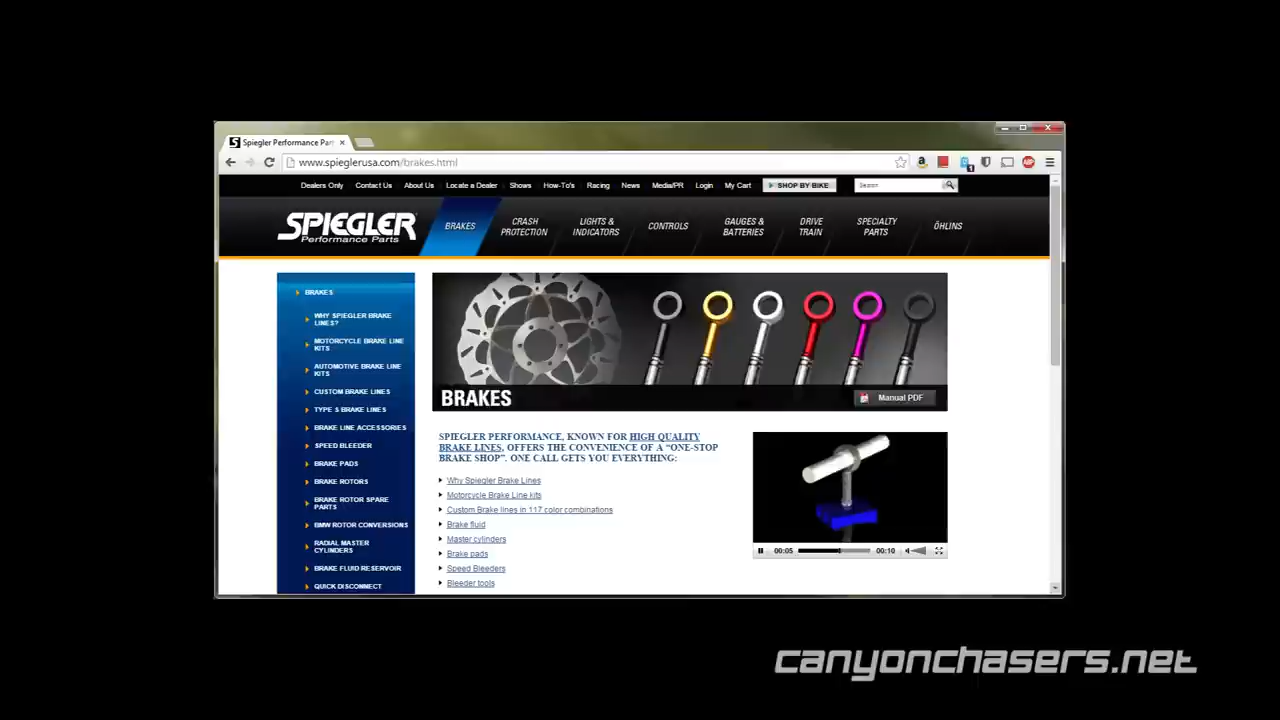 Spiegler Performance Par
www.spieglerusa.com/brakes.html
1
ABP
Dealers Only Contact Us About Us Locate a Dealer Shows How-To's Racing News Media/PR Login My Cart SHOP BY BIKE Search
SPIEGLER
Performance Parts
BRAKES
CRASH
PROTECTION
LIGHTS &
INDICATORS
CONTROLS
GAUGES &
BATTERIES
DRIVE
TRAIN
SPECIALTY
PARTS
ÖHLINS
BRAKES
WHY SPIEGLER BRAKE
LINES?
MOTORCYCLE BRAKE LINE
KITS
AUTOMOTIVE BRAKE LINE
KITS
CUSTOM BRAKE LINES
TYPE S BRAKE LINES
BRAKE LINE ACCESSORIES
SPEED BLEEDER
BRAKE PADS
BRAKE ROTORS
BRAKE ROTOR SPARE
PARTS
BMW ROTOR CONVERSIONS
RADIAL MASTER
CYLINDERS
BRAKE FLUID RESERVOIR
QUICK DISCONNECT
BRAKES
Manual PDF
SPIEGLER PERFORMANCE, KNOWN FOR HIGH QUALITY
BRAKE LINES, OFFERS THE CONVENIENCE OF A “ONE-STOP
BRAKE SHOP”. ONE CALL GETS YOU EVERYTHING:
Why Spiegler Brake Lines
Motorcycle Brake Line kits
Custom Brake lines in 117 color combinations
Brake fluid
Master cylinders
Brake pads
Speed Bleeders
Bleeder tools
00:05 00:10
canyonchasers.net